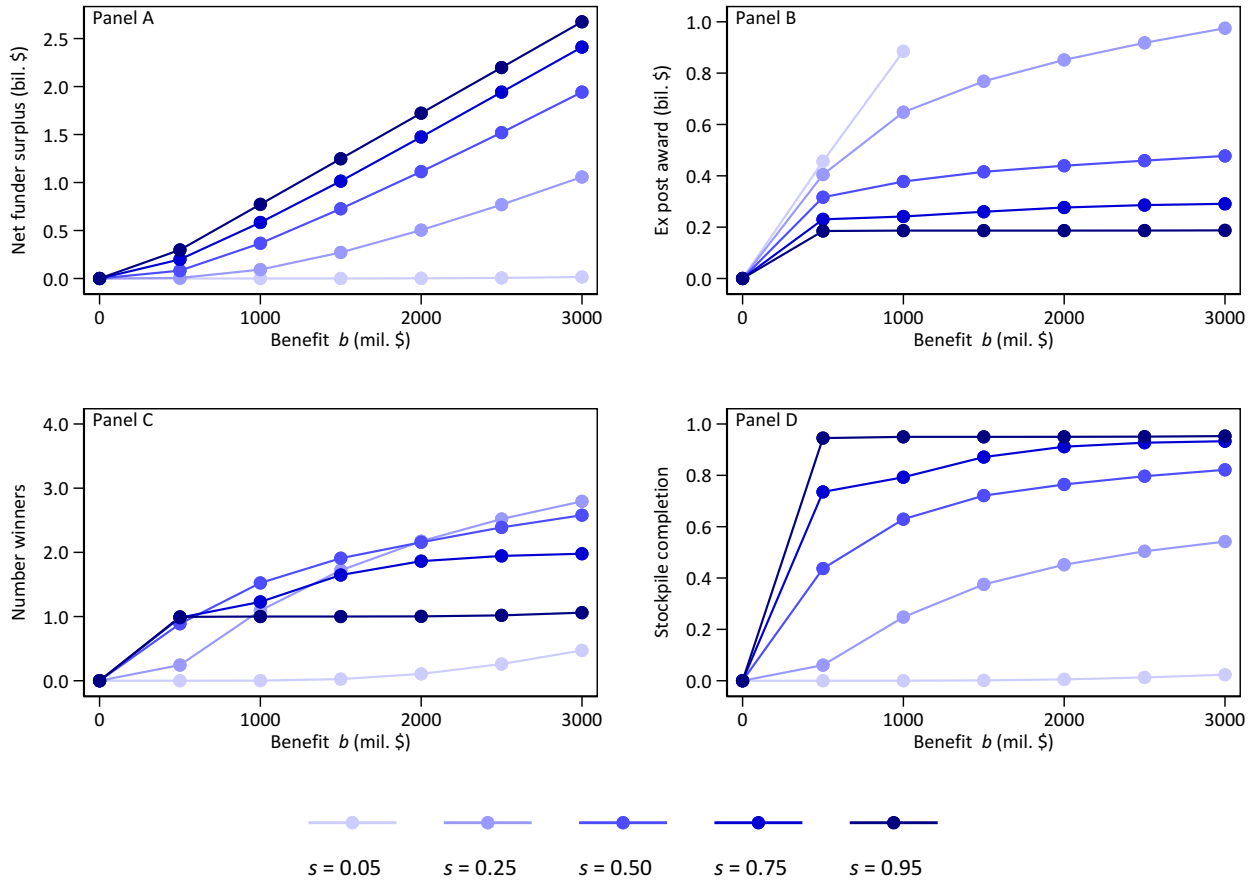 Panel A
Net funder surplus (bil. $)
2.5
2.0
1.5
1.0
0.5
0.0
0 1000 2000 3000
Benefit b (mil. $)
Panel B
Ex post award (bil. $)
1.0
0.8
0.6
0.4
0.2
0.0
0 1000 2000 3000
Benefit b (mil. $)
Panel C
Number winners
4.0
3.0
2.0
1.0
0.0
0 1000 2000 3000
Benefit b (mil. $)
Panel D
Stockpile completion
1.0
0.8
0.6
0.4
0.2
0.0
0 1000 2000 3000
Benefit b (mil. $)
s = 0.05 s = 0.25 s = 0.50 s = 0.75 s = 0.95